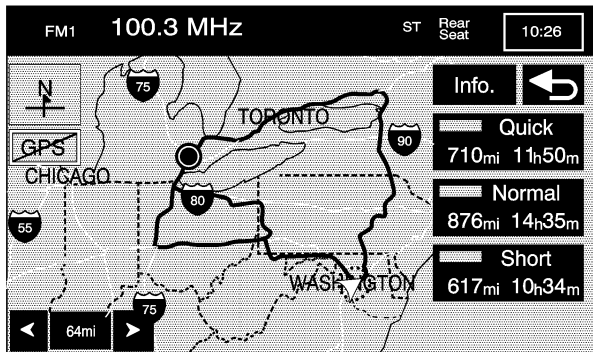 FM1 100.3 MHz ST Rear Seat 10:26
N
75
Info.
GPS
TORONTO
90
Quick
710mi 11h50m
CHICAGO
80
Normal
876mi 14h35m
55
Short
WASHINGTON
617mi 10h34m
75
64mi